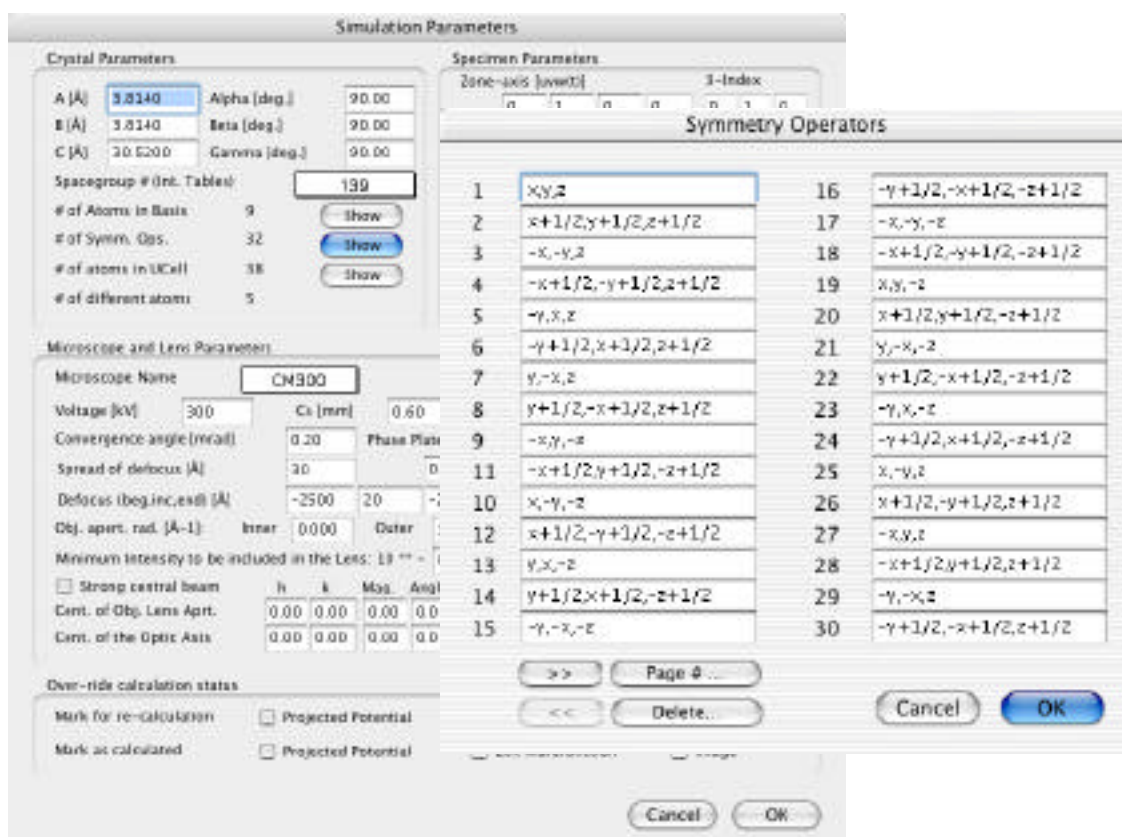 Simulation Parameters
Crystal Parameters
A [Å] 3.8140 Alpha [deg.] 90.00
B [Å] 3.8140 Beta [deg.] 90.00
C [Å] 30.5200 Gamma [deg.] 90.00
Spacegroup # (Int. Tables) 139
# of Atoms in Basis 9 Show
# of Symm. Ops. 32 Show
# of atoms in UCell 38 Show
# of different atoms 5
Microscope and Lens Parameters
Microscope Name CM300
Voltage [kV] 300 Cs [mm] 0.60
Convergence angle [mrad] 0.20 Phase Plate
Spread of defocus [Å] 30 0
Defocus (beg,inc,end) [Å] -2500 20
Obj. apert. rad. [Å-1]: Inner 0.000 Outer
Minimum Intensity to be included in the Lens: 10 ** -
Strong central beam h k Mag. Angl
Cent. of Obj. Lens Aprt. 0.00 0.00 0.00 0.0
Cent. of the Optic Axis 0.00 0.00 0.00 0.0
Over-ride calculation status
Mark for re-calculation Projected Potential
Mark as calculated Projected Potential
Cancel OK
Specimen Parameters
Zone-axis [uvw(t)] 3-Index
0 1 0 0 0 1 0
Symmetry Operators
1 x,y,z
2 x+1/2,y+1/2,z+1/2
3 -x,-y,z
4 -x+1/2,-y+1/2,z+1/2
5 -y,x,z
6 -y+1/2,x+1/2,z+1/2
7 y,-x,z
8 y+1/2,-x+1/2,z+1/2
9 -x,y,-z
11 -x+1/2,y+1/2,-z+1/2
10 x,-y,-z
12 x+1/2,-y+1/2,-z+1/2
13 y,x,-z
14 y+1/2,x+1/2,-z+1/2
15 -y,-x,-z
16 -y+1/2,-x+1/2,-z+1/2
17 -x,-y,-z
18 -x+1/2,-y+1/2,-z+1/2
19 x,y,-z
20 x+1/2,y+1/2,-z+1/2
21 y,-x,-z
22 y+1/2,-x+1/2,-z+1/2
23 -y,x,-z
24 -y+1/2,x+1/2,-z+1/2
25 x,-y,z
26 x+1/2,-y+1/2,z+1/2
27 -x,y,z
28 -x+1/2,y+1/2,z+1/2
29 -y,-x,z
30 -y+1/2,-x+1/2,z+1/2
>> Page # ...
<< Delete..
Cancel OK